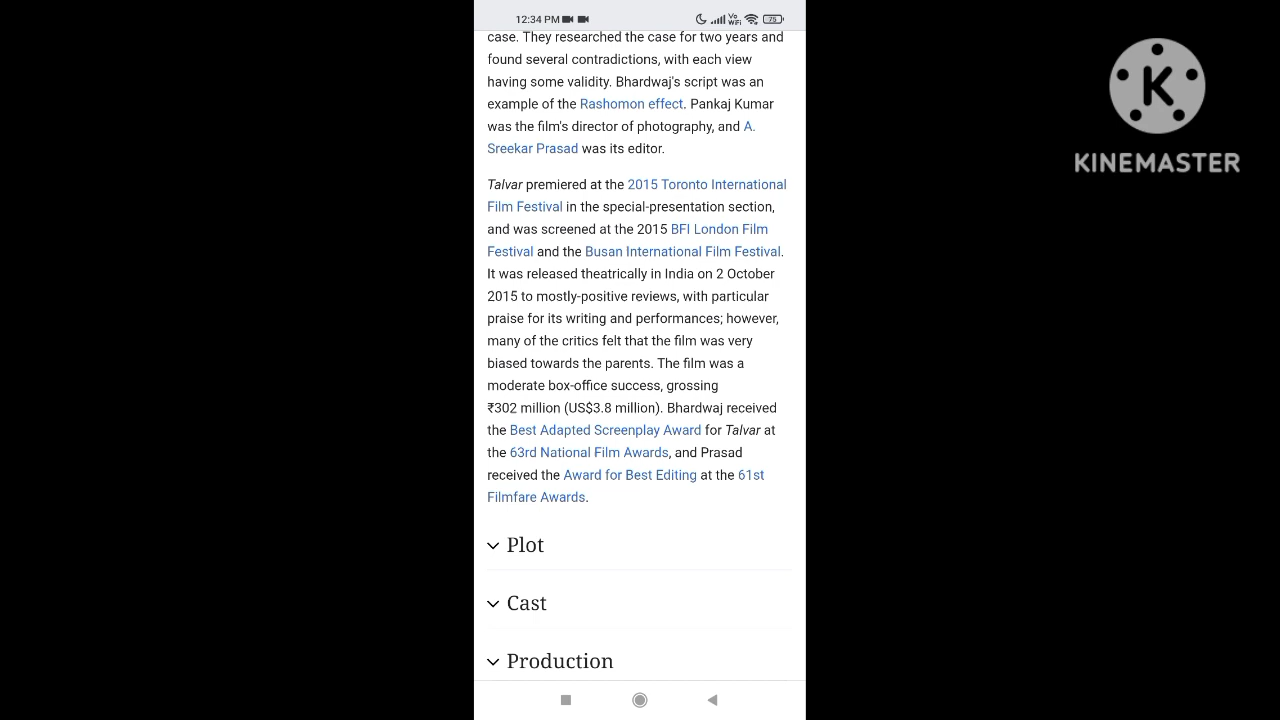 12:34 PM
Vo WiFi
75
case. They researched the case for two years and
found several contradictions, with each view
having some validity. Bhardwaj's script was an
example of the Rashomon effect. Pankaj Kumar
was the film's director of photography, and A.
Sreekar Prasad was its editor.
Talvar premiered at the 2015 Toronto International
Film Festival in the special-presentation section,
and was screened at the 2015 BFI London Film
Festival and the Busan International Film Festival.
It was released theatrically in India on 2 October
2015 to mostly-positive reviews, with particular
praise for its writing and performances; however,
many of the critics felt that the film was very
biased towards the parents. The film was a
moderate box-office success, grossing
₹302 million (US$3.8 million). Bhardwaj received
the Best Adapted Screenplay Award for Talvar at
the 63rd National Film Awards, and Prasad
received the Award for Best Editing at the 61st
Filmfare Awards.
Plot
Cast
Production
K
KINEMASTER